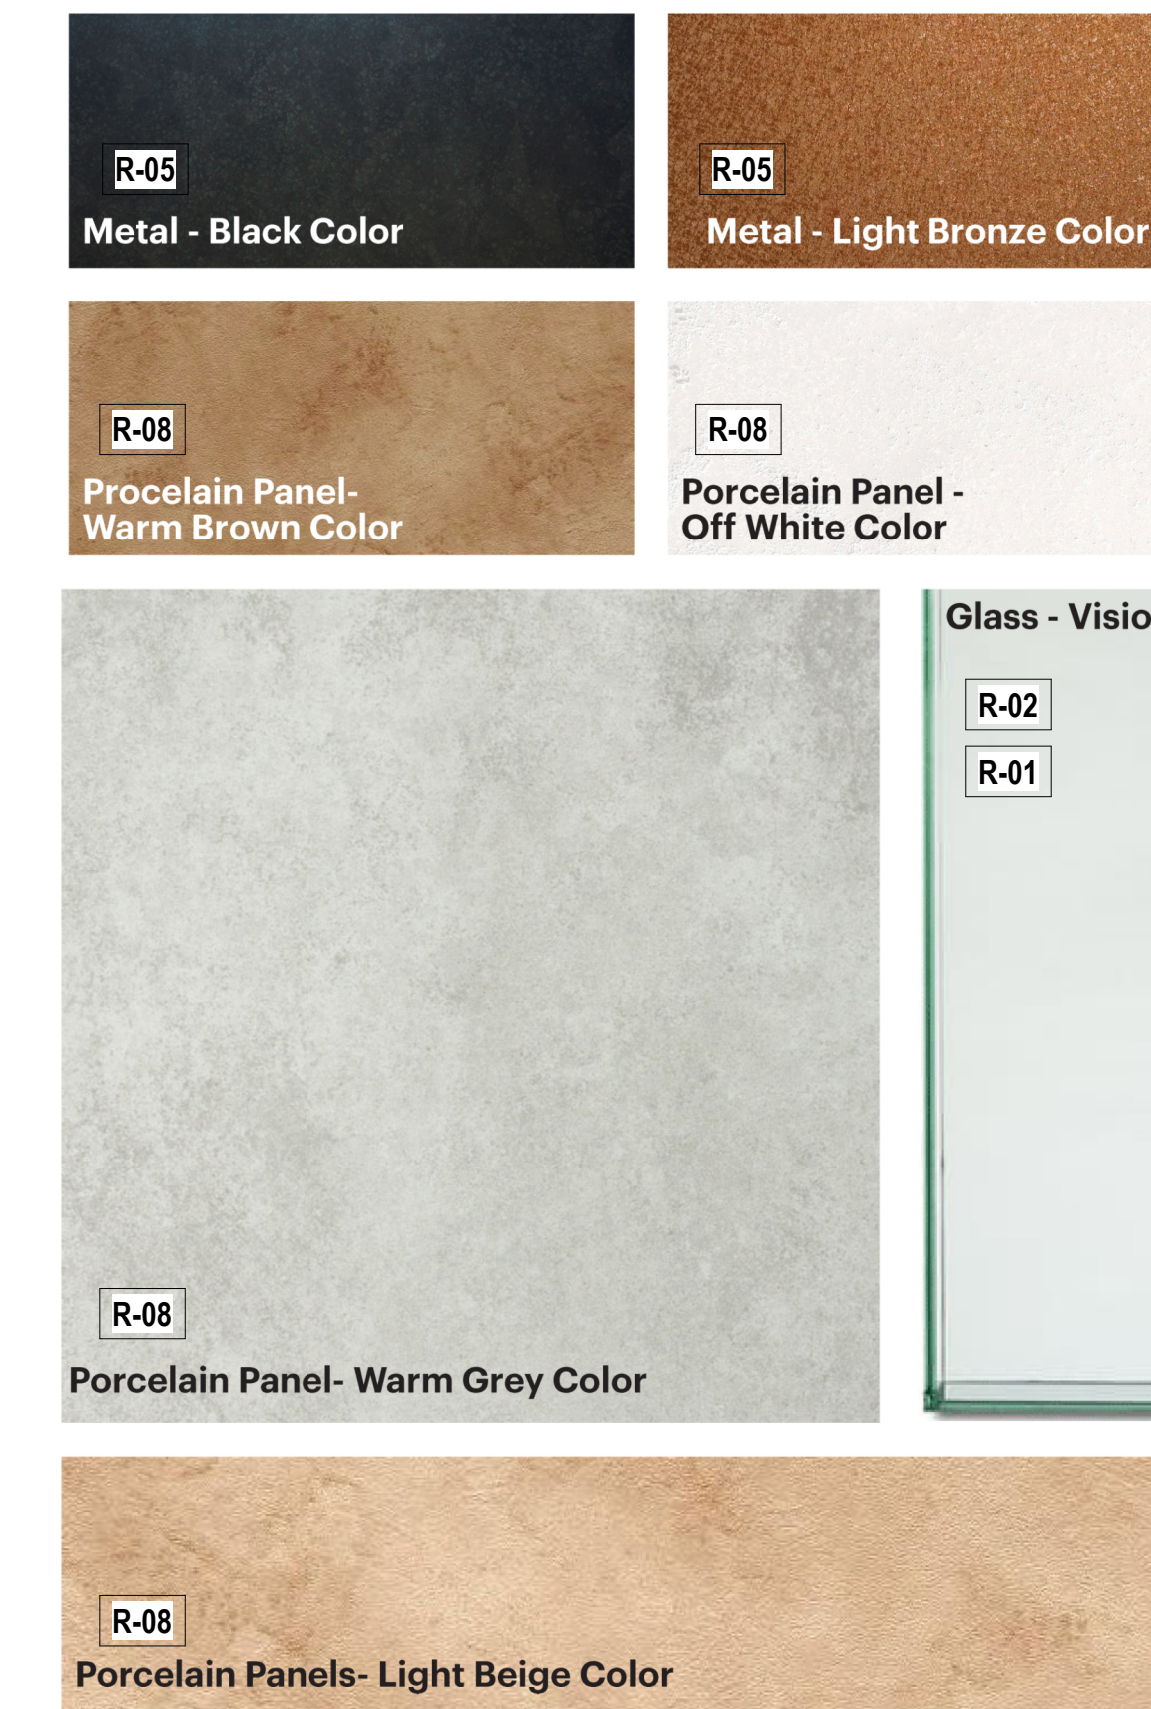 R-05
Metal - Black Color
R-05
Metal - Light Bronze Color
R-08
Procelain Panel-
Warm Brown Color
R-08
Porcelain Panel -
Off White Color
R-08
Porcelain Panel- Warm Grey Color
Glass - Visio
R-02
R-01
R-08
Porcelain Panels- Light Beige Color